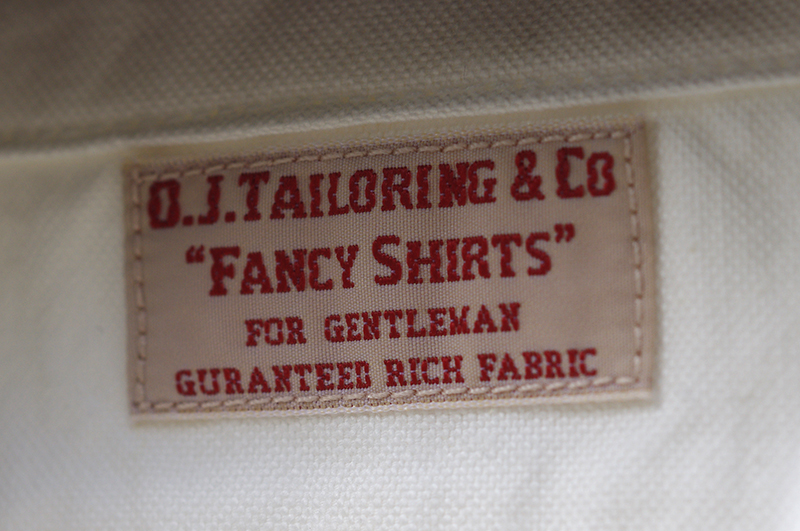 O.J.TAILORING & CO
“FANCY SHIRTS”
FOR GENTLEMAN
GURANTEED RICH FABRIC